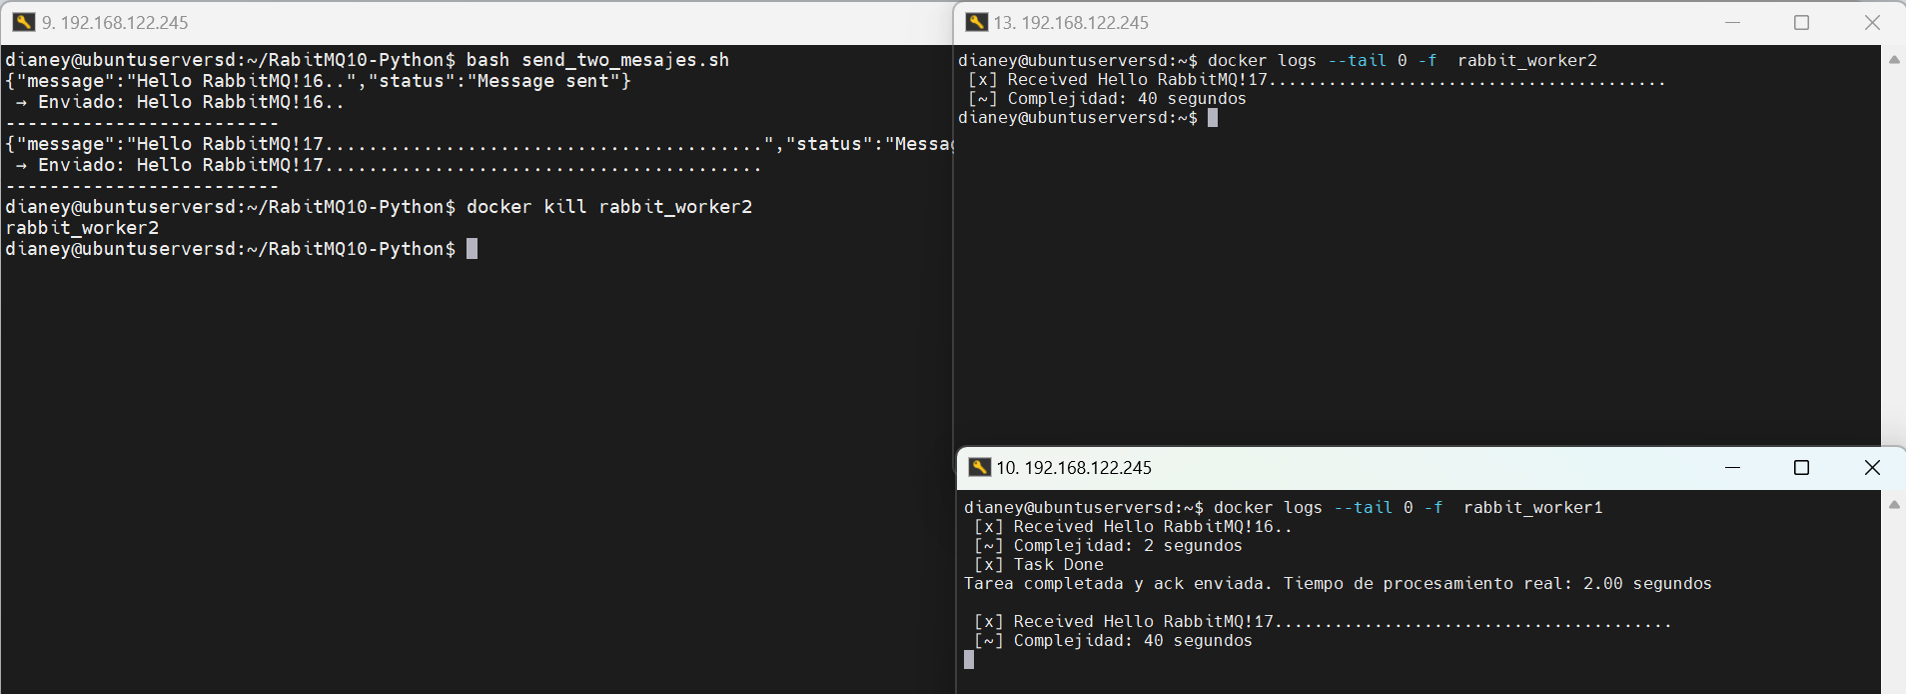 9. 192.168.122.245
dianey@ubuntuserversd:~/RabitMQ10-Python$ bash send_two_mesajes.sh
{"message":"Hello RabbitMQ!16..","status":"Message sent"}
→ Enviado: Hello RabbitMQ!16..
-------------------------
{"message":"Hello RabbitMQ!17........................................","status":"Messag
→ Enviado: Hello RabbitMQ!17........................................
-------------------------
dianey@ubuntuserversd:~/RabitMQ10-Python$ docker kill rabbit_worker2
rabbit_worker2
dianey@ubuntuserversd:~/RabitMQ10-Python$
13. 192.168.122.245
dianey@ubuntuserversd:~$ docker logs --tail 0 -f  rabbit_worker2
[x] Received Hello RabbitMQ!17........................................
[~] Complejidad: 40 segundos
dianey@ubuntuserversd:~$
10. 192.168.122.245
dianey@ubuntuserversd:~$ docker logs --tail 0 -f  rabbit_worker1
[x] Received Hello RabbitMQ!16..
[~] Complejidad: 2 segundos
[x] Task Done
Tarea completada y ack enviada. Tiempo de procesamiento real: 2.00 segundos
[x] Received Hello RabbitMQ!17........................................
[~] Complejidad: 40 segundos